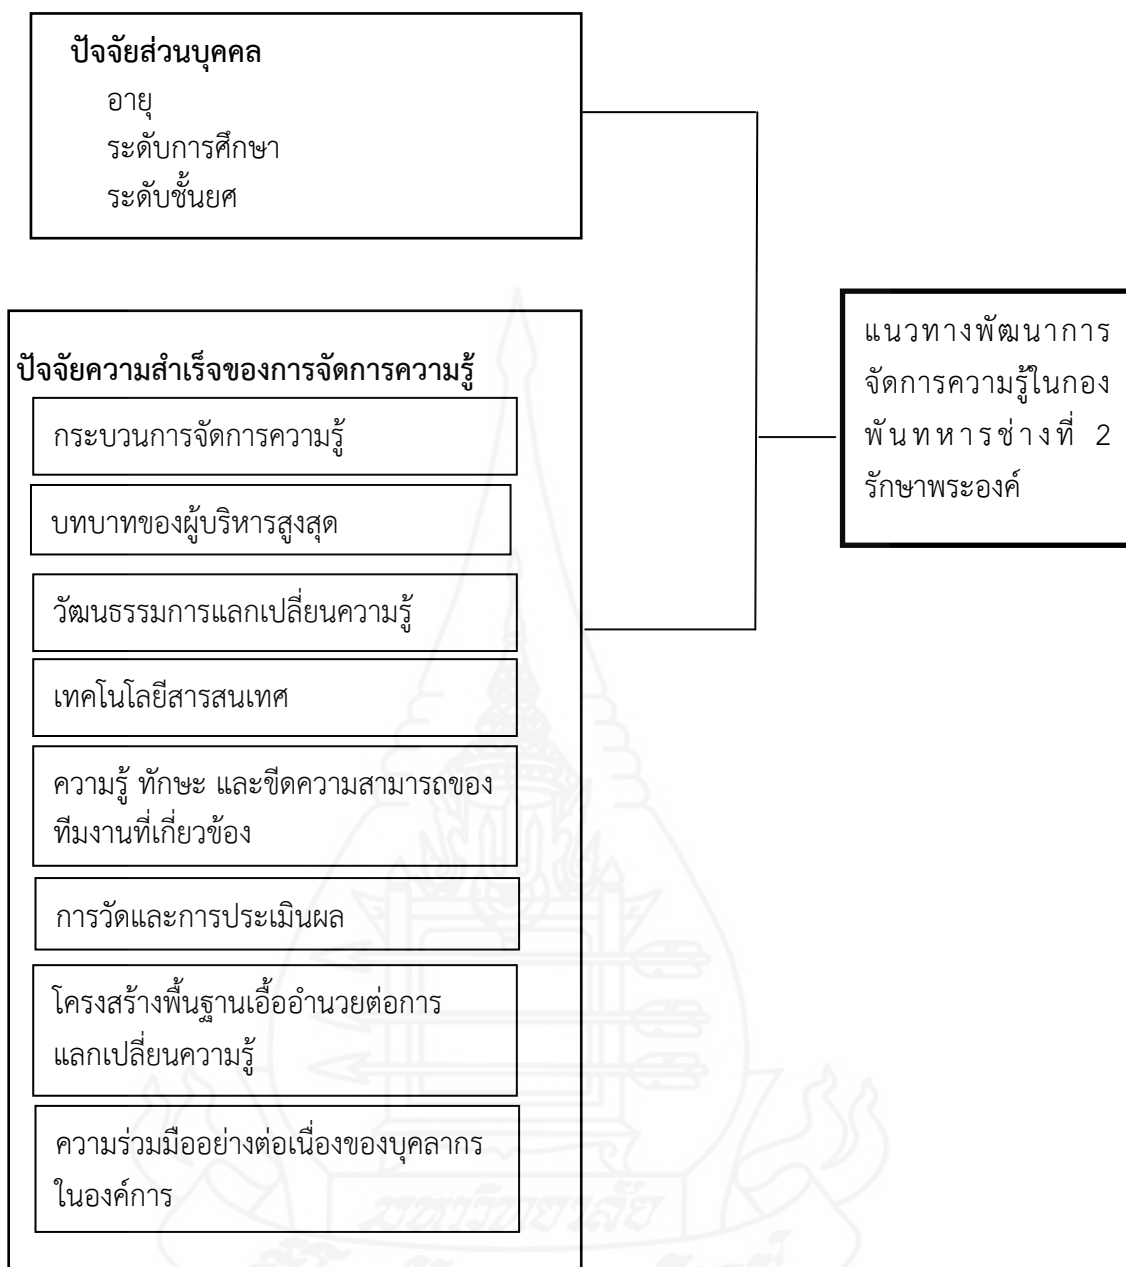 ปัจจัยส่วนบุคคล
อายุ
ระดับการศึกษา
ระดับชั้นยศ
ปัจจัยความสำเร็จของการจัดการความรู้
กระบวนการจัดการความรู้
บทบาทของผู้บริหารสูงสุด
วัฒนธรรมการแลกเปลี่ยนความรู้
เทคโนโลยีสารสนเทศ
ความรู้ ทักษะ และขีดความสามารถของ
ทีมงานที่เกี่ยวข้อง
การวัดและการประเมินผล
โครงสร้างพื้นฐานเอื้ออำนวยต่อการ
แลกเปลี่ยนความรู้
ความร่วมมืออย่างต่อเนื่องของบุคลากร
ในองค์การ
แนวทางพัฒนาการ
จัดการความรู้ในกอง
พันทหารช่างที่ 2
รักษาพระองค์
มหาวิทยาลัย